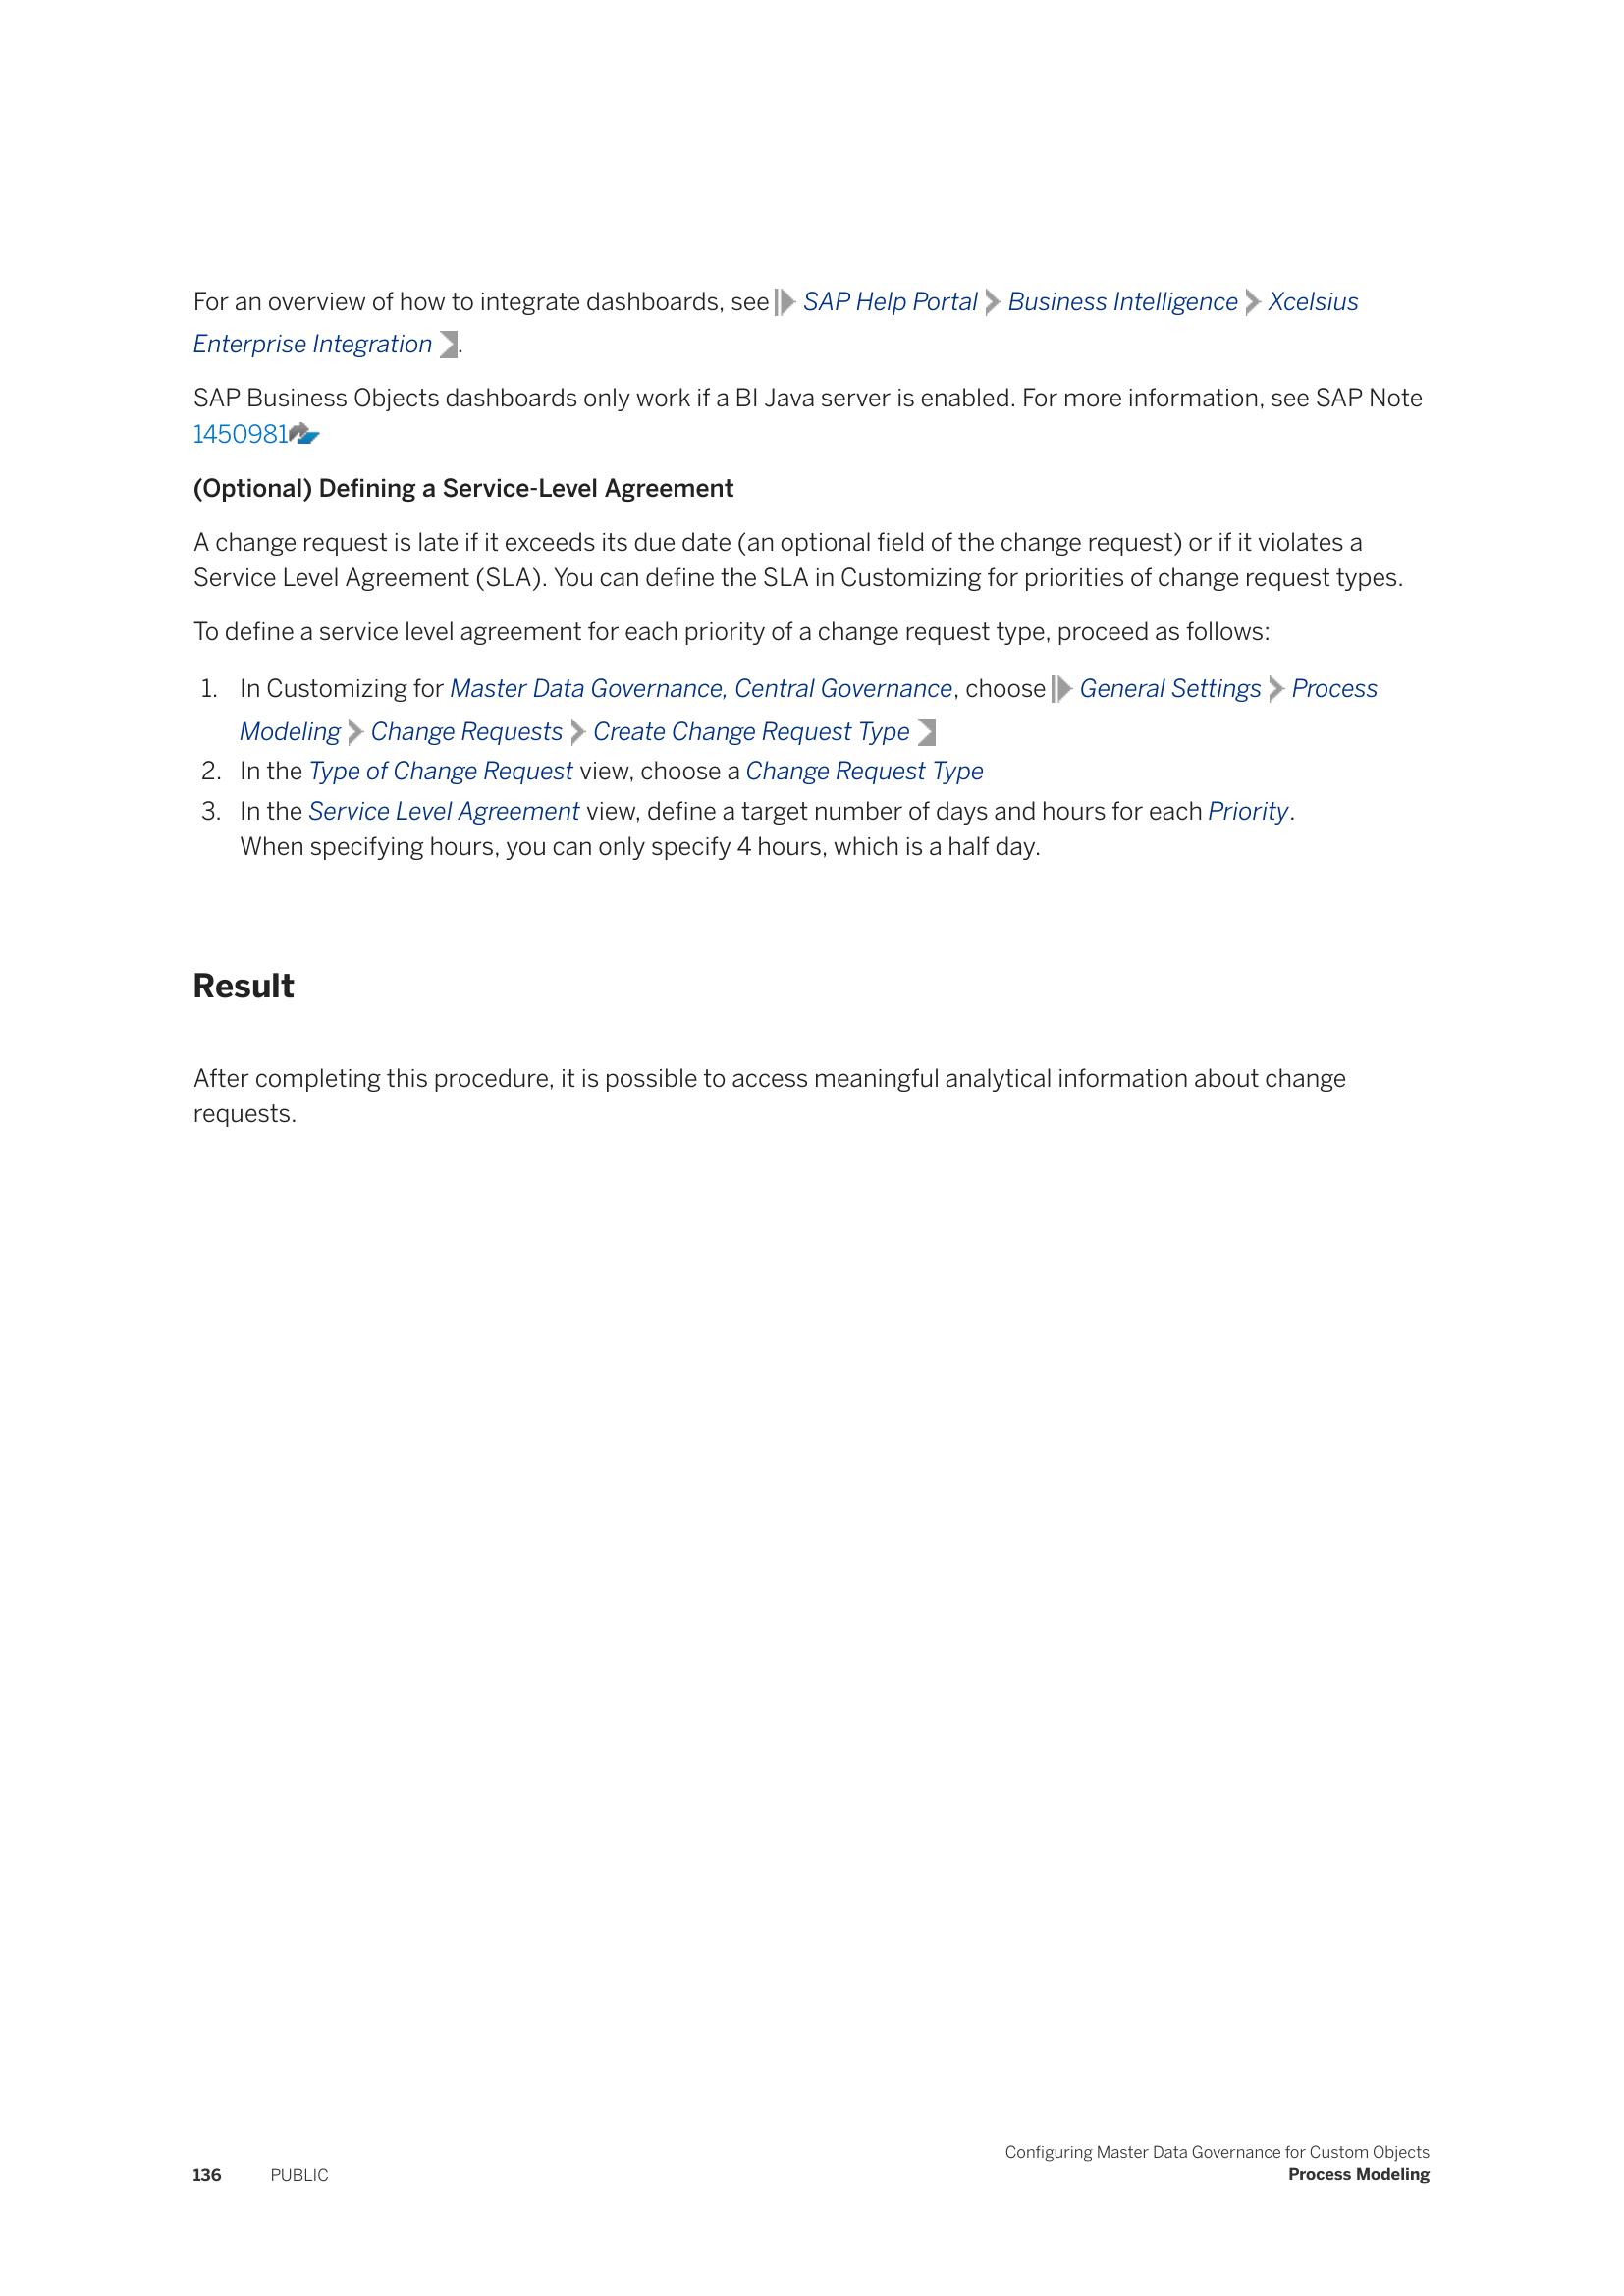 For an overview of how to integrate dashboards, see SAP Help Portal Business Intelligence Xcelsius
Enterprise Integration .
SAP Business Objects dashboards only work if a BI Java server is enabled. For more information, see SAP Note
1450981
(Optional) Defining a Service-Level Agreement
A change request is late if it exceeds its due date (an optional field of the change request) or if it violates a
Service Level Agreement (SLA). You can define the SLA in Customizing for priorities of change request types.
To define a service level agreement for each priority of a change request type, proceed as follows:
1. In Customizing for Master Data Governance, Central Governance, choose General Settings Process
Modeling Change Requests Create Change Request Type
2. In the Type of Change Request view, choose a Change Request Type
3. In the Service Level Agreement view, define a target number of days and hours for each Priority.
When specifying hours, you can only specify 4 hours, which is a half day.
Result
After completing this procedure, it is possible to access meaningful analytical information about change
requests.
Configuring Master Data Governance for Custom Objects
136 PUBLIC Process Modeling